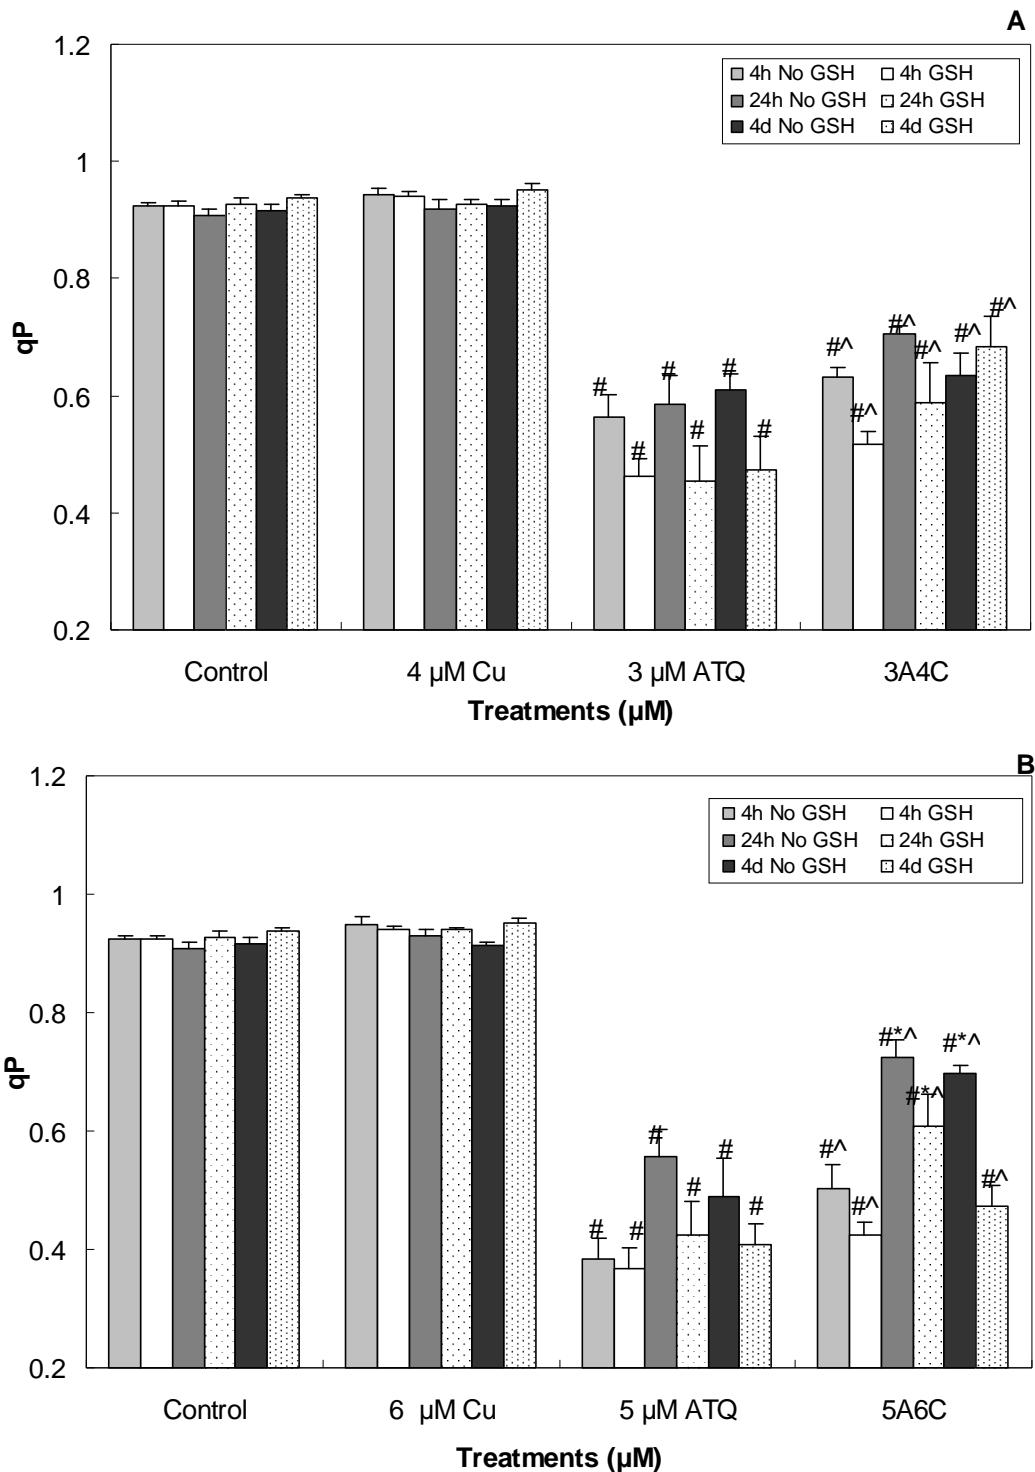 A
1.2
4h No GSH 4h GSH
24h No GSH 24h GSH
4d No GSH 4d GSH
1
0.8
0.6
0.4
0.2
qP
# # # # # #
#^ #^ #^ #^ #^ #^
Control 4 µM Cu 3 µM ATQ 3A4C
Treatments (µM)
B
1.2
4h No GSH 4h GSH
24h No GSH 24h GSH
4d No GSH 4d GSH
1
0.8
0.6
0.4
0.2
qP
# # # # # #
#^ #^ #*^ #*^ #*^ #^
Control 6 µM Cu 5 µM ATQ 5A6C
Treatments (µM)